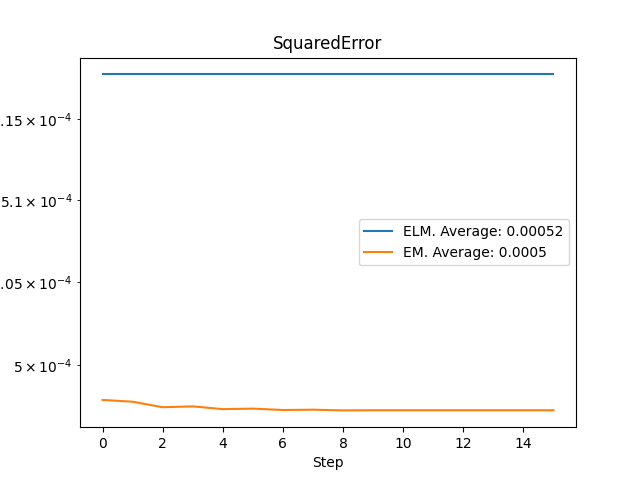 SquaredError
.15 × 10⁻⁴
5.1 × 10⁻⁴
.05 × 10⁻⁴
5 × 10⁻⁴
ELM. Average: 0.00052
EM. Average: 0.0005
0 2 4 6 8 10 12 14
Step